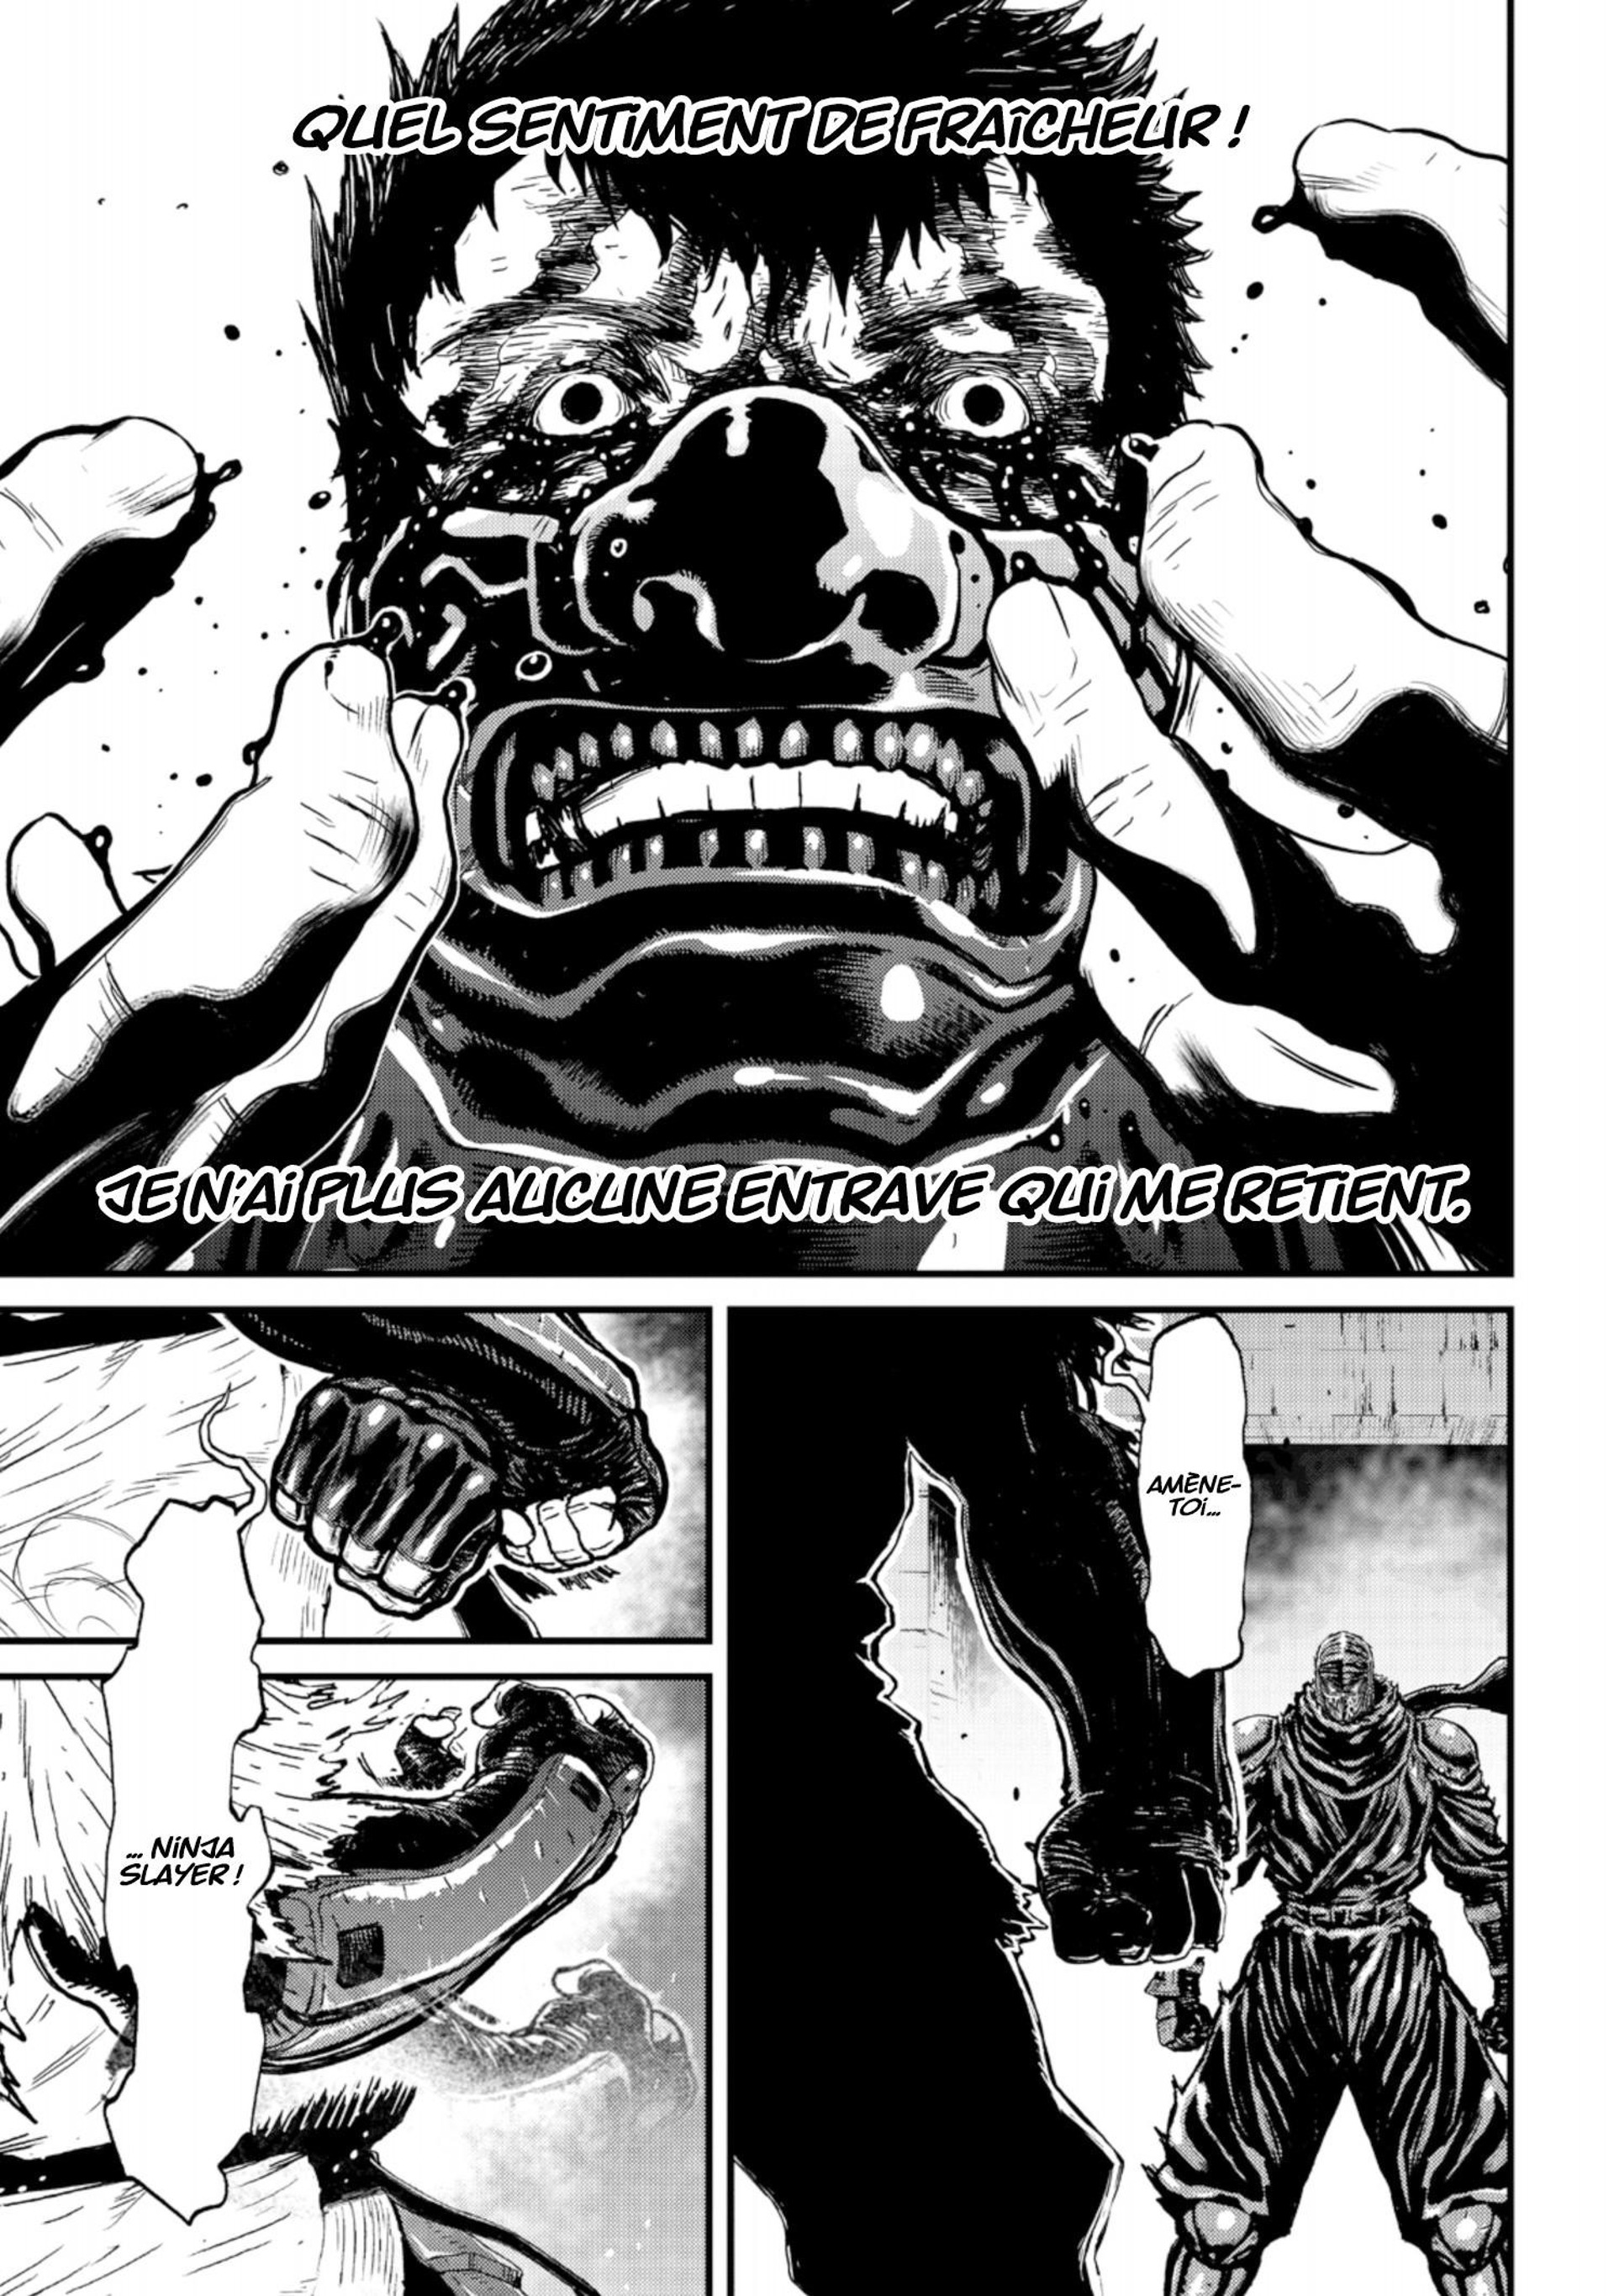 QUEL SENTIMENT DE FRAÎCHEUR !
JE N'AI PLUS AUCUNE ENTRAVE QUI ME RETIENT.
AMÈNE-
TOI...
... NINJA
SLAYER !